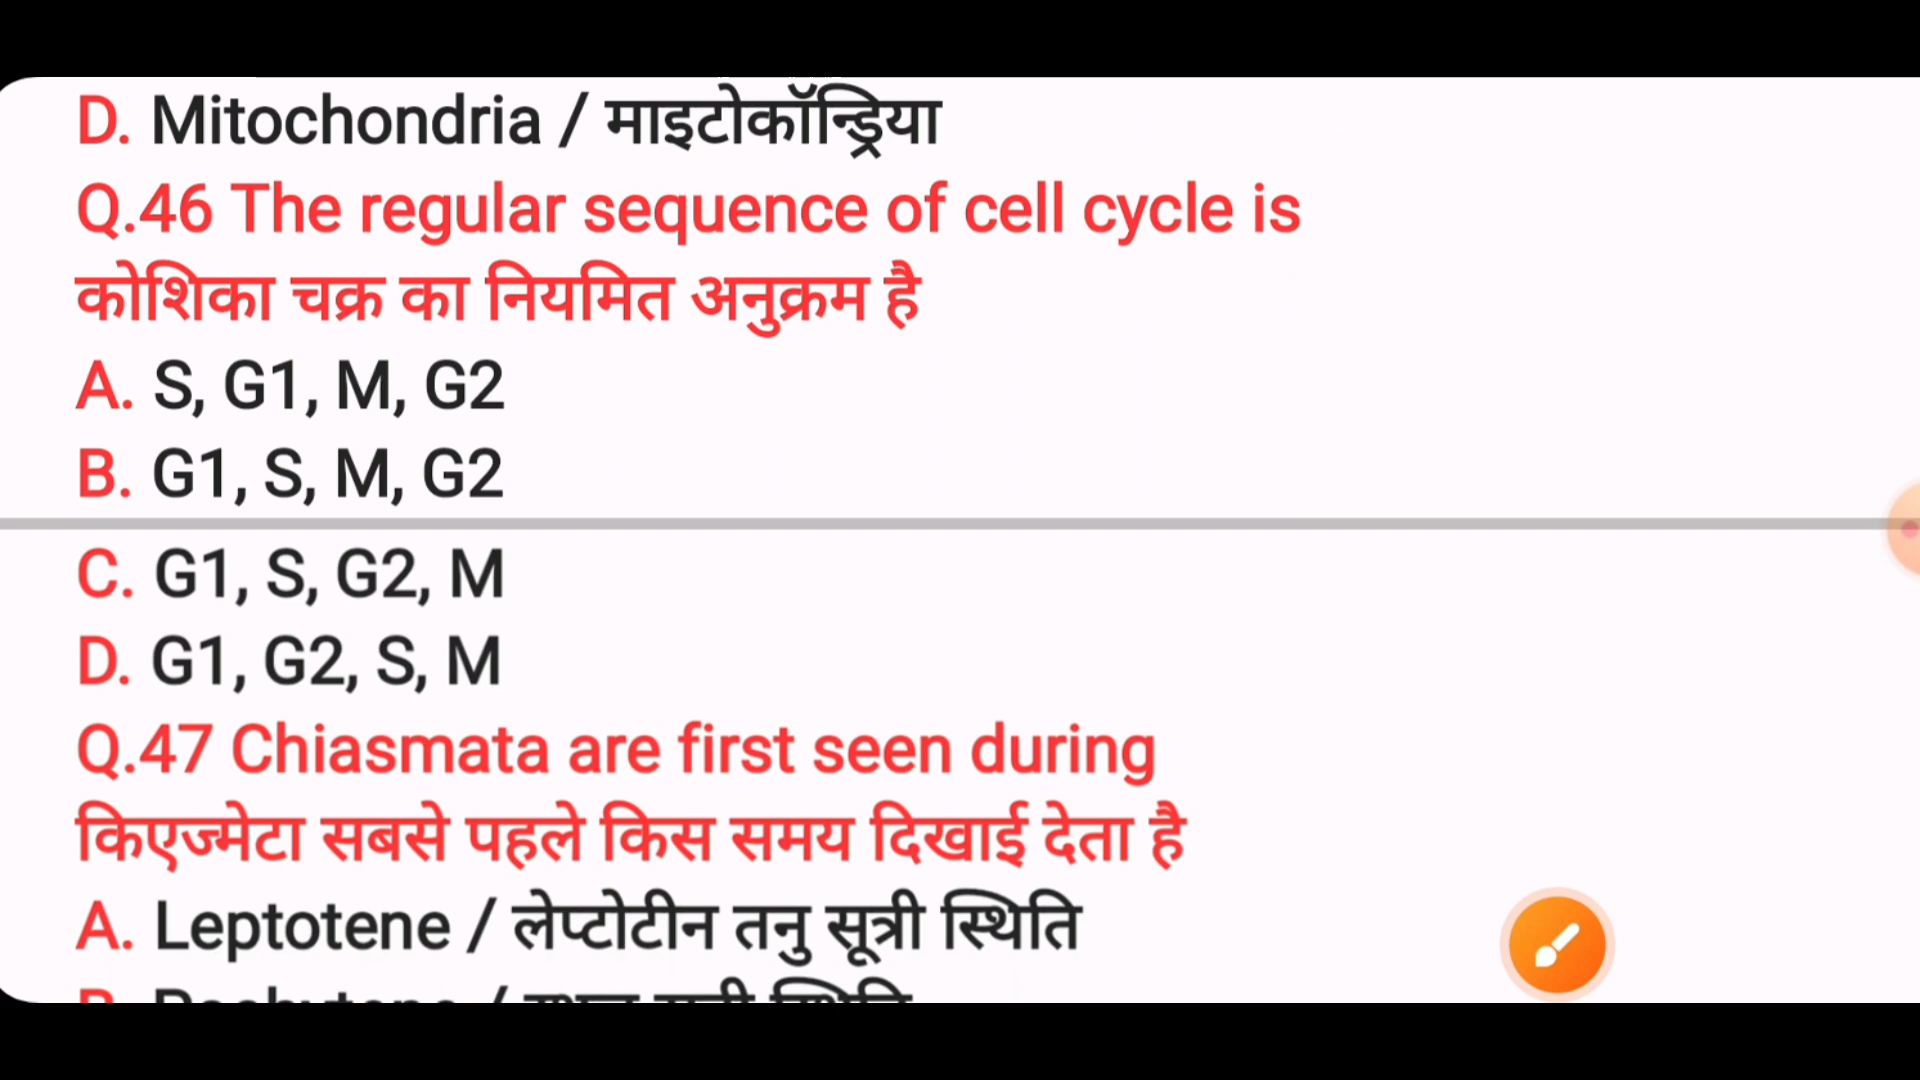 D. Mitochondria / माइटोकॉन्ड्रिया
Q.46 The regular sequence of cell cycle is
कोशिका चक्र का नियमित अनुक्रम है
A. S, G1, M, G2
B. G1, S, M, G2
C. G1, S, G2, M
D. G1, G2, S, M
Q.47 Chiasmata are first seen during
किएज्मेटा सबसे पहले किस समय दिखाई देता है
A. Leptotene / लेप्टोटीन तनु सूत्री स्थिति